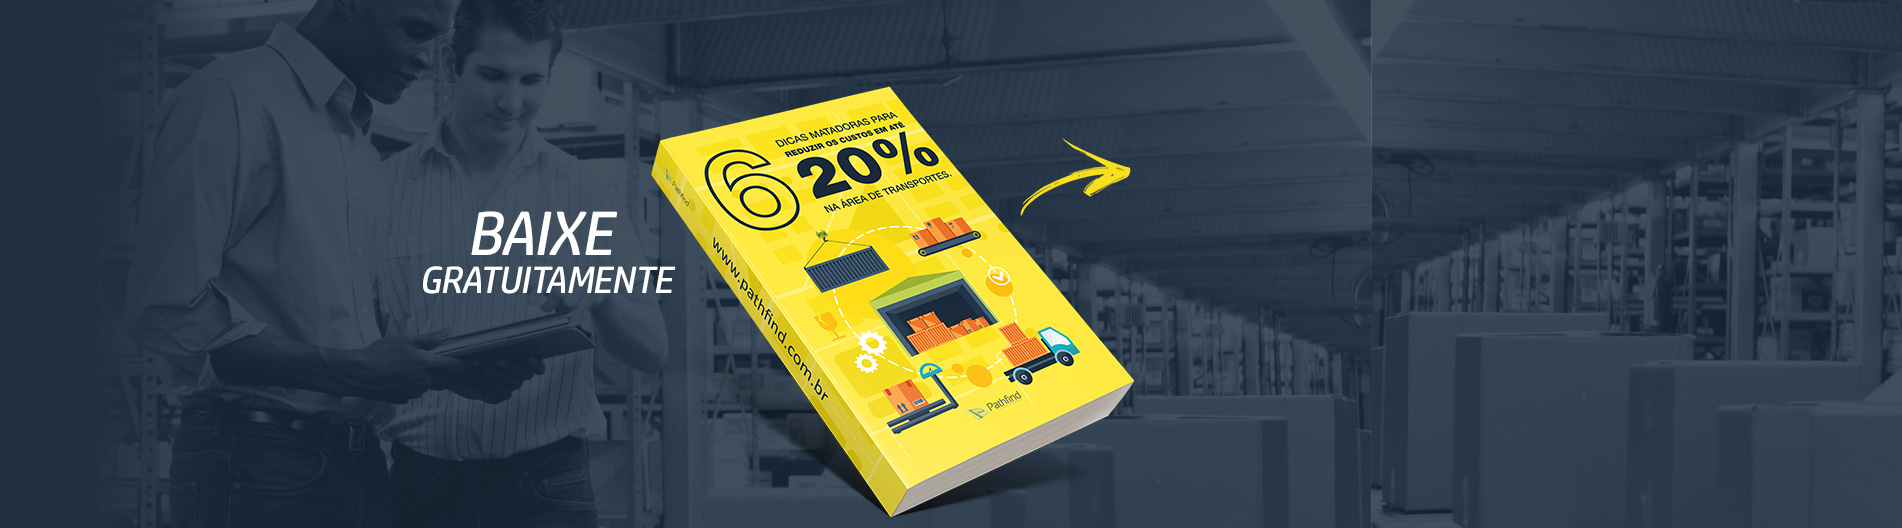 BAIXE
GRATUITAMENTE
6
DICAS MATADORAS PARA
REDUZIR OS CUSTOS EM ATÉ
20%
NA ÁREA DE TRANSPORTES.
Pathfind
www.pathfind.com.br
Pathfind